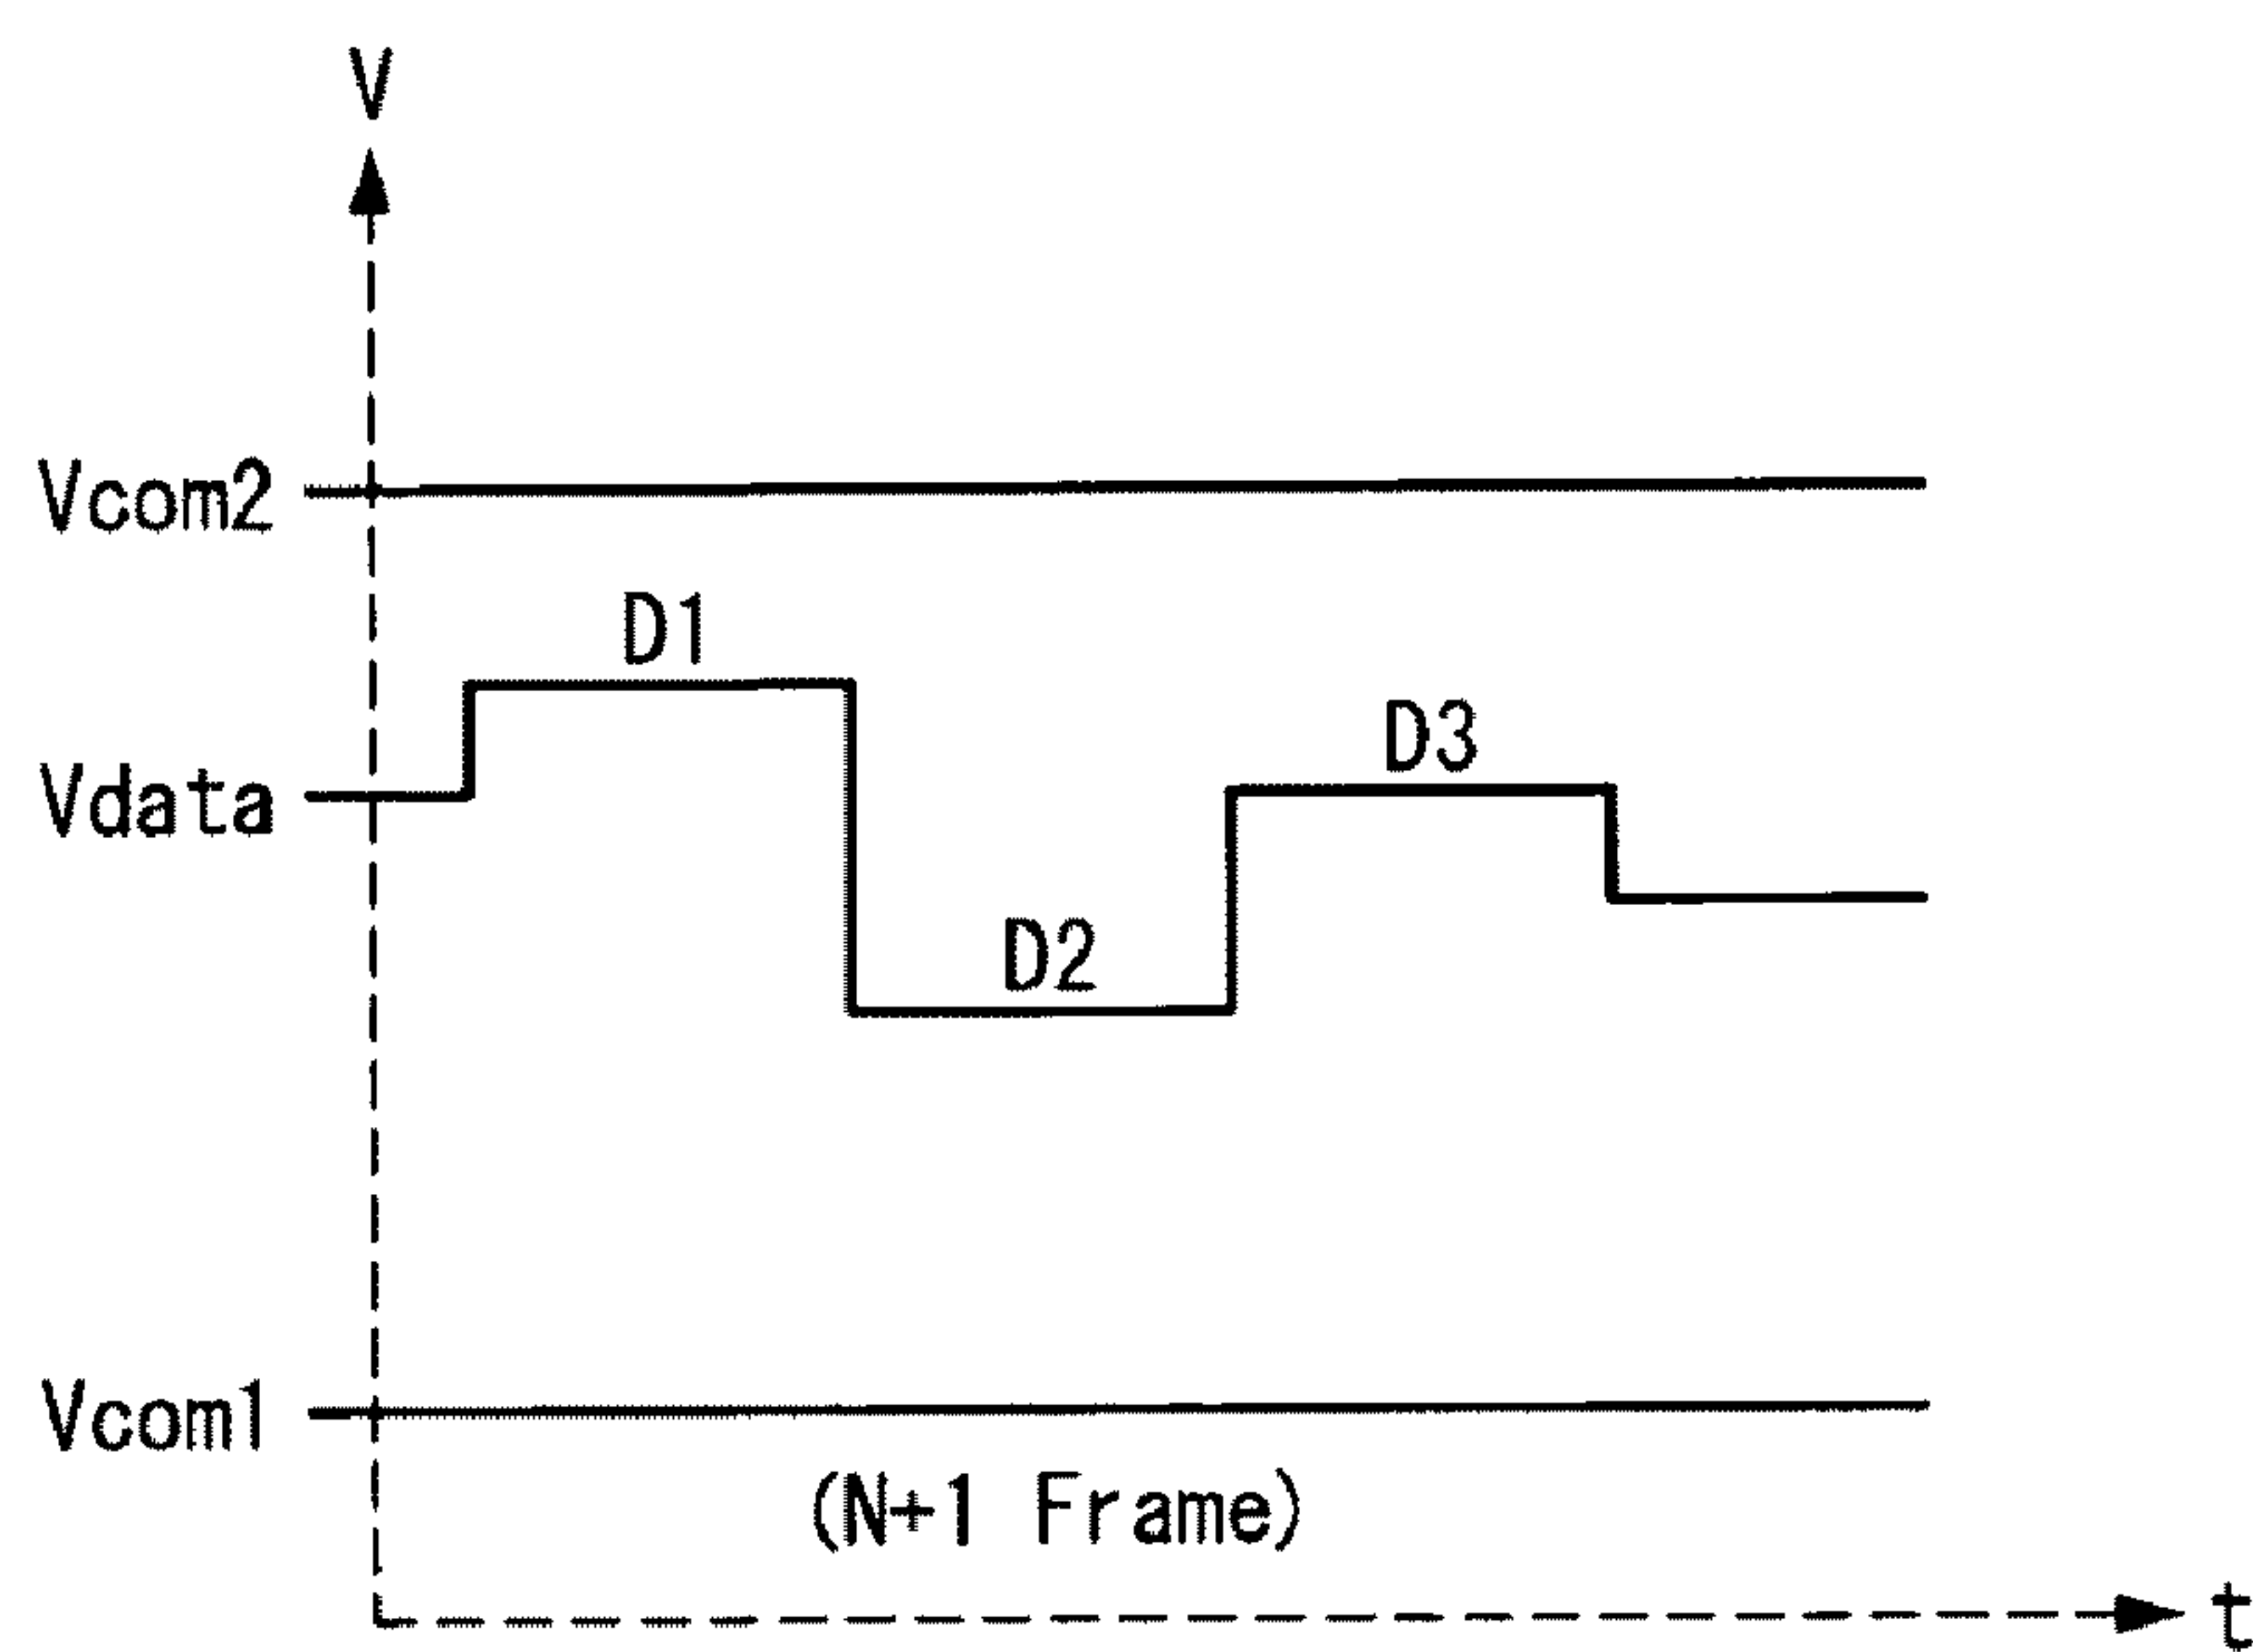 V
Vcom2
D1
D3
Vdata
D2
Vcom1
(N+1 Frame)
t